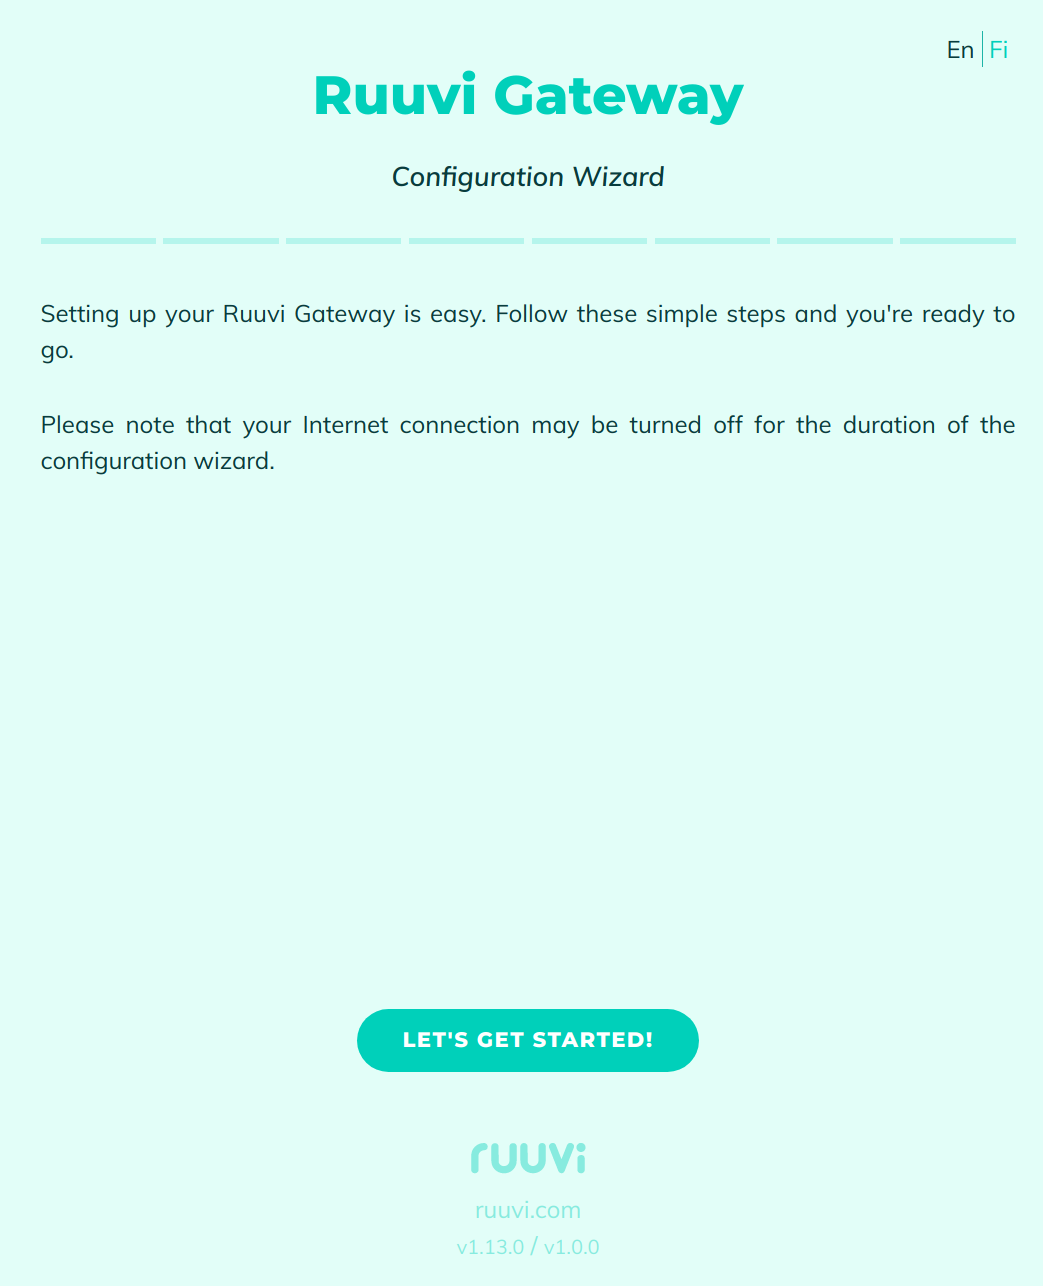 En Fi
Ruuvi Gateway
Configuration Wizard
Setting up your Ruuvi Gateway is easy. Follow these simple steps and you're ready to
go.
Please note that your Internet connection may be turned off for the duration of the
configuration wizard.
LET'S GET STARTED!
ruuvi
ruuvi.com
v1.13.0 / v1.0.0